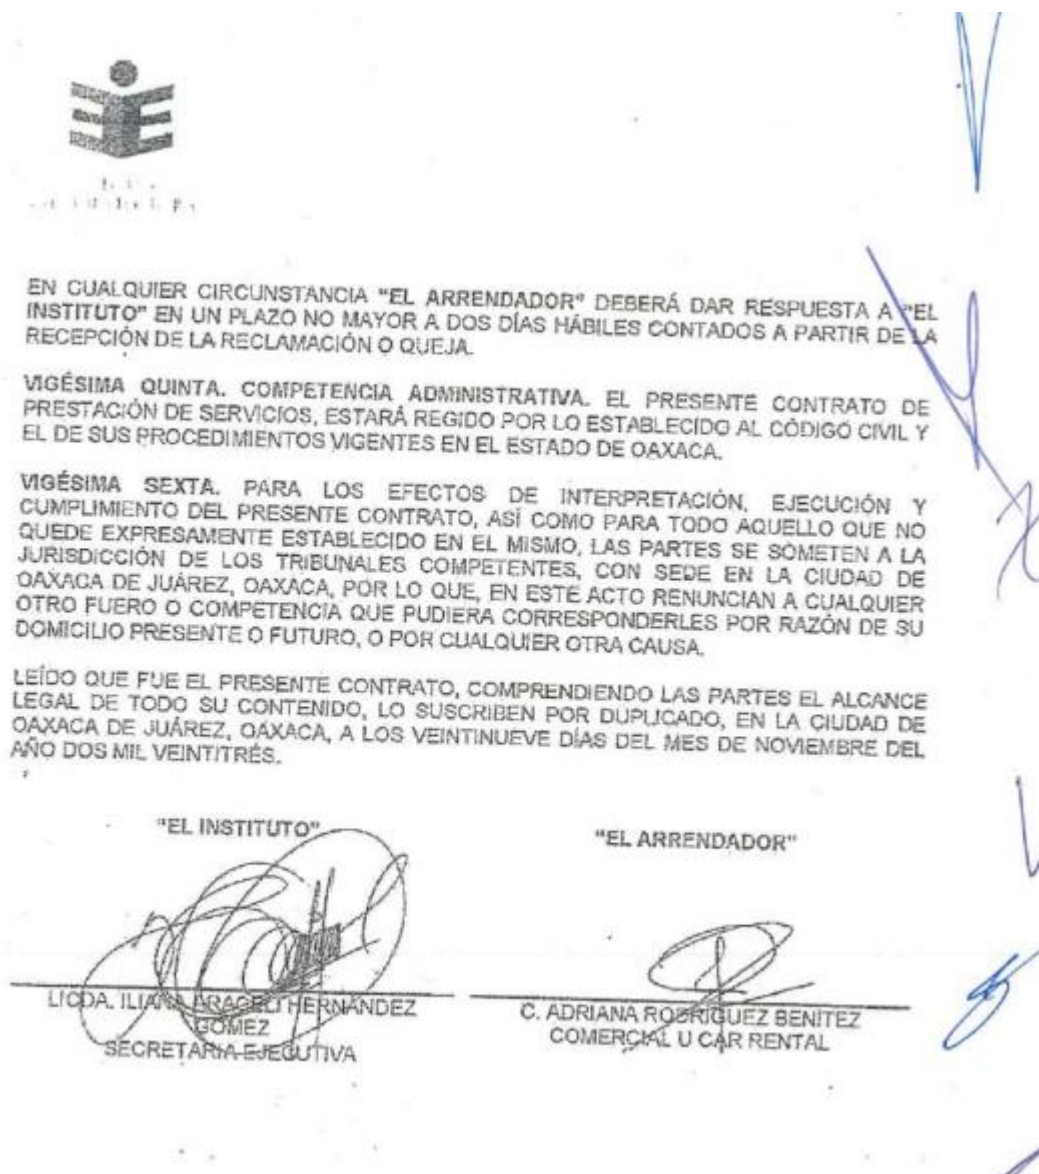 EN CUALQUIER CIRCUNSTANCIA "EL ARRENDADOR" DEBERÁ DAR RESPUESTA A "EL
INSTITUTO" EN UN PLAZO NO MAYOR A DOS DÍAS HÁBILES CONTADOS A PARTIR DE LA
RECEPCIÓN DE LA RECLAMACIÓN O QUEJA.
VIGÉSIMA QUINTA. COMPETENCIA ADMINISTRATIVA. EL PRESENTE CONTRATO DE
PRESTACIÓN DE SERVICIOS, ESTARÁ REGIDO POR LO ESTABLECIDO AL CÓDIGO CIVIL Y
EL DE SUS PROCEDIMIENTOS VIGENTES EN EL ESTADO DE OAXACA.
VIGÉSIMA SEXTA. PARA LOS EFECTOS DE INTERPRETACIÓN, EJECUCIÓN Y
CUMPLIMIENTO DEL PRESENTE CONTRATO, ASÍ COMO PARA TODO AQUELLO QUE NO
QUEDE EXPRESAMENTE ESTABLECIDO EN EL MISMO, LAS PARTES SE SOMETEN A LA
JURISDICCIÓN DE LOS TRIBUNALES COMPETENTES, CON SEDE EN LA CIUDAD DE
OAXACA DE JUÁREZ, OAXACA, POR LO QUE, EN ESTE ACTO RENUNCIAN A CUALQUIER
OTRO FUERO O COMPETENCIA QUE PUDIERA CORRESPONDERLES POR RAZÓN DE SU
DOMICILIO PRESENTE O FUTURO, O POR CUALQUIER OTRA CAUSA.
LEÍDO QUE FUE EL PRESENTE CONTRATO, COMPRENDIENDO LAS PARTES EL ALCANCE
LEGAL DE TODO SU CONTENIDO, LO SUSCRIBEN POR DUPLICADO, EN LA CIUDAD DE
OAXACA DE JUÁREZ, OAXACA, A LOS VEINTINUEVE DÍAS DEL MES DE NOVIEMBRE DEL
AÑO DOS MIL VEINTITRÉS.
"EL INSTITUTO"
LICDA. ILIANA ARACELI HERNÁNDEZ
GÓMEZ
SECRETARIA EJECUTIVA
"EL ARRENDADOR"
C. ADRIANA RODRÍGUEZ BENÍTEZ
COMERCIAL U CAR RENTAL